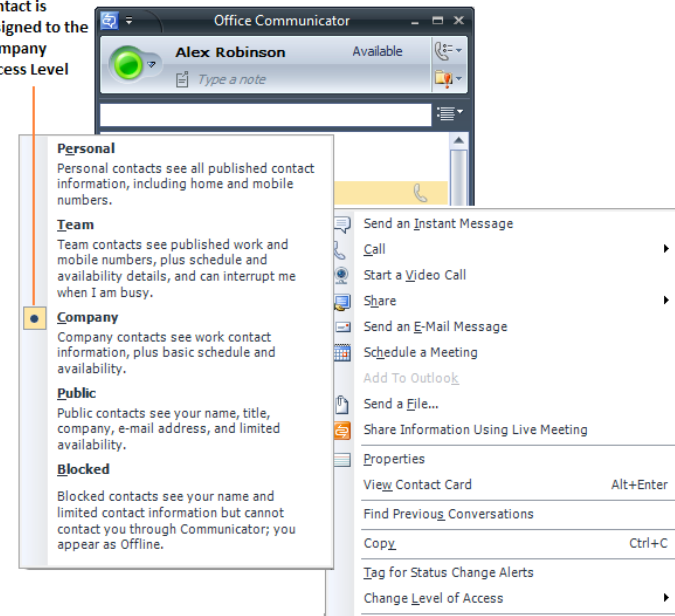 ntact is
signed to the
mpany
cess Level
Office Communicator
Alex Robinson
Available
Type a note
Personal
Personal contacts see all published contact
information, including home and mobile
numbers.
Team
Team contacts see published work and
mobile numbers, plus schedule and
availability details, and can interrupt me
when I am busy.
Company
Company contacts see work contact
information, plus basic schedule and
availability.
Public
Public contacts see your name, title,
company, e-mail address, and limited
availability.
Blocked
Blocked contacts see your name and
limited contact information but cannot
contact you through Communicator; you
appear as Offline.
Send an Instant Message
Call
Start a Video Call
Share
Send an E-Mail Message
Schedule a Meeting
Add To Outlook
Send a File...
Share Information Using Live Meeting
Properties
View Contact Card Alt+Enter
Find Previous Conversations
Copy Ctrl+C
Tag for Status Change Alerts
Change Level of Access